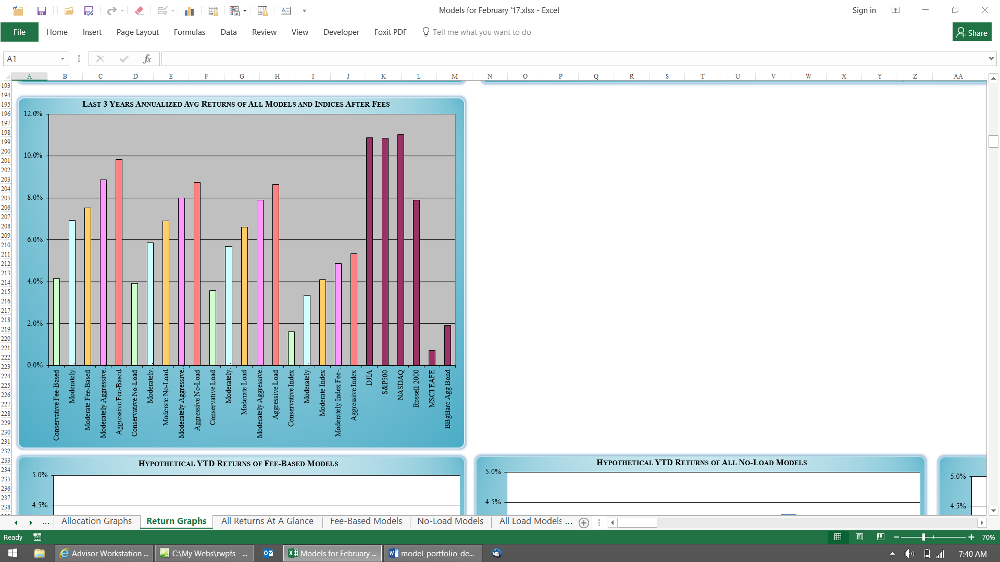 Models for February '17.xlsx - Excel
Sign in
File Home Insert Page Layout Formulas Data Review View Developer Foxit PDF Tell me what you want to do Share
A1 fx
A B C D E F G H I J K L M N O P Q R S T U V W X Y Z AA
193
194
195
196
197
198
199
200
201
202
203
204
205
206
207
208
209
210
211
212
213
214
215
216
217
218
219
220
221
222
223
224
225
226
227
228
229
230
231
232
233
234
235
236
237
238
LAST 3 YEARS ANNUALIZED AVG RETURNS OF ALL MODELS AND INDICES AFTER FEES
12.0%
10.0%
8.0%
6.0%
4.0%
2.0%
0.0%
Conservative Fee-Based
Moderately...
Moderate Fee-Based
Moderately Aggressive...
Aggressive Fee-Based
Conservative No-Load
Moderately...
Moderate No-Load
Moderately Aggressive...
Aggressive No-Load
Conservative Load
Moderately...
Moderate Load
Moderately Aggressive...
Aggressive Load
Conservative Index
Moderately...
Moderate Index
Moderately Index Fee-...
Aggressive Index
DJIA
S&P500
NASDAQ
Russell 2000
MSCI EAFE
BBgBarc Agg Bond
HYPOTHETICAL YTD RETURNS OF FEE-BASED MODELS
5.0%
4.5%
HYPOTHETICAL YTD RETURNS OF ALL NO-LOAD MODELS
5.0%
4.5%
5.0%
4.5%
... Allocation Graphs Return Graphs All Returns At A Glance Fee-Based Models No-Load Models All Load Models ...
Ready 70%
Advisor Workstation ... C:\My Webs\rwpfs - ... Models for February ... model_portfolio_de... 7:40 AM